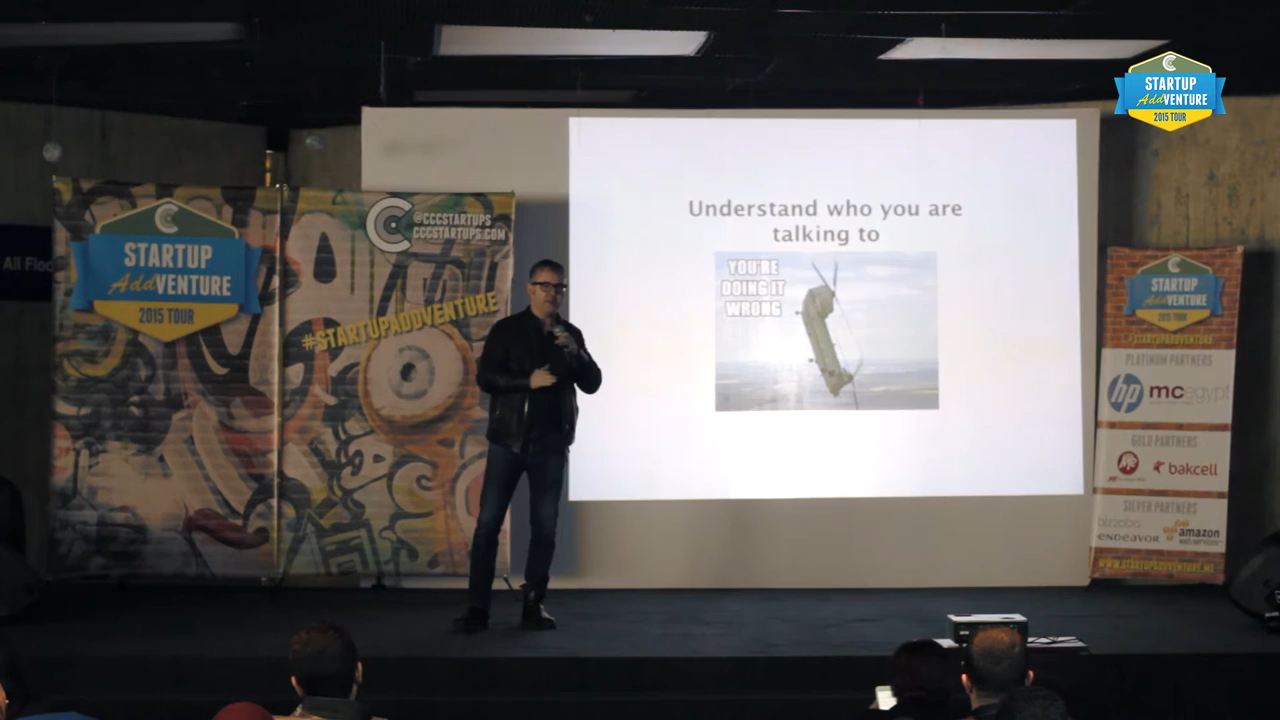 STARTUP
AddVENTURE
2015 TOUR
All Floo
STARTUP
AddVENTURE
2015 TOUR
@CCCSTARTUPS
CCCSTARTUPS.COM
#STARTUPADDVENTURE
Understand who you are
talking to
YOU'RE
DOING IT
WRONG
STARTUP
AddVENTURE
2015 TOUR
#STARTUPADDVENTURE
PLATINUM PARTNERS
hp mcegypt
GOLD PARTNERS
bakcell
SILVER PARTNERS
bizzabo
ENDEAVOR amazon
web services
WWW.STARTUPADDVENTURE.ME